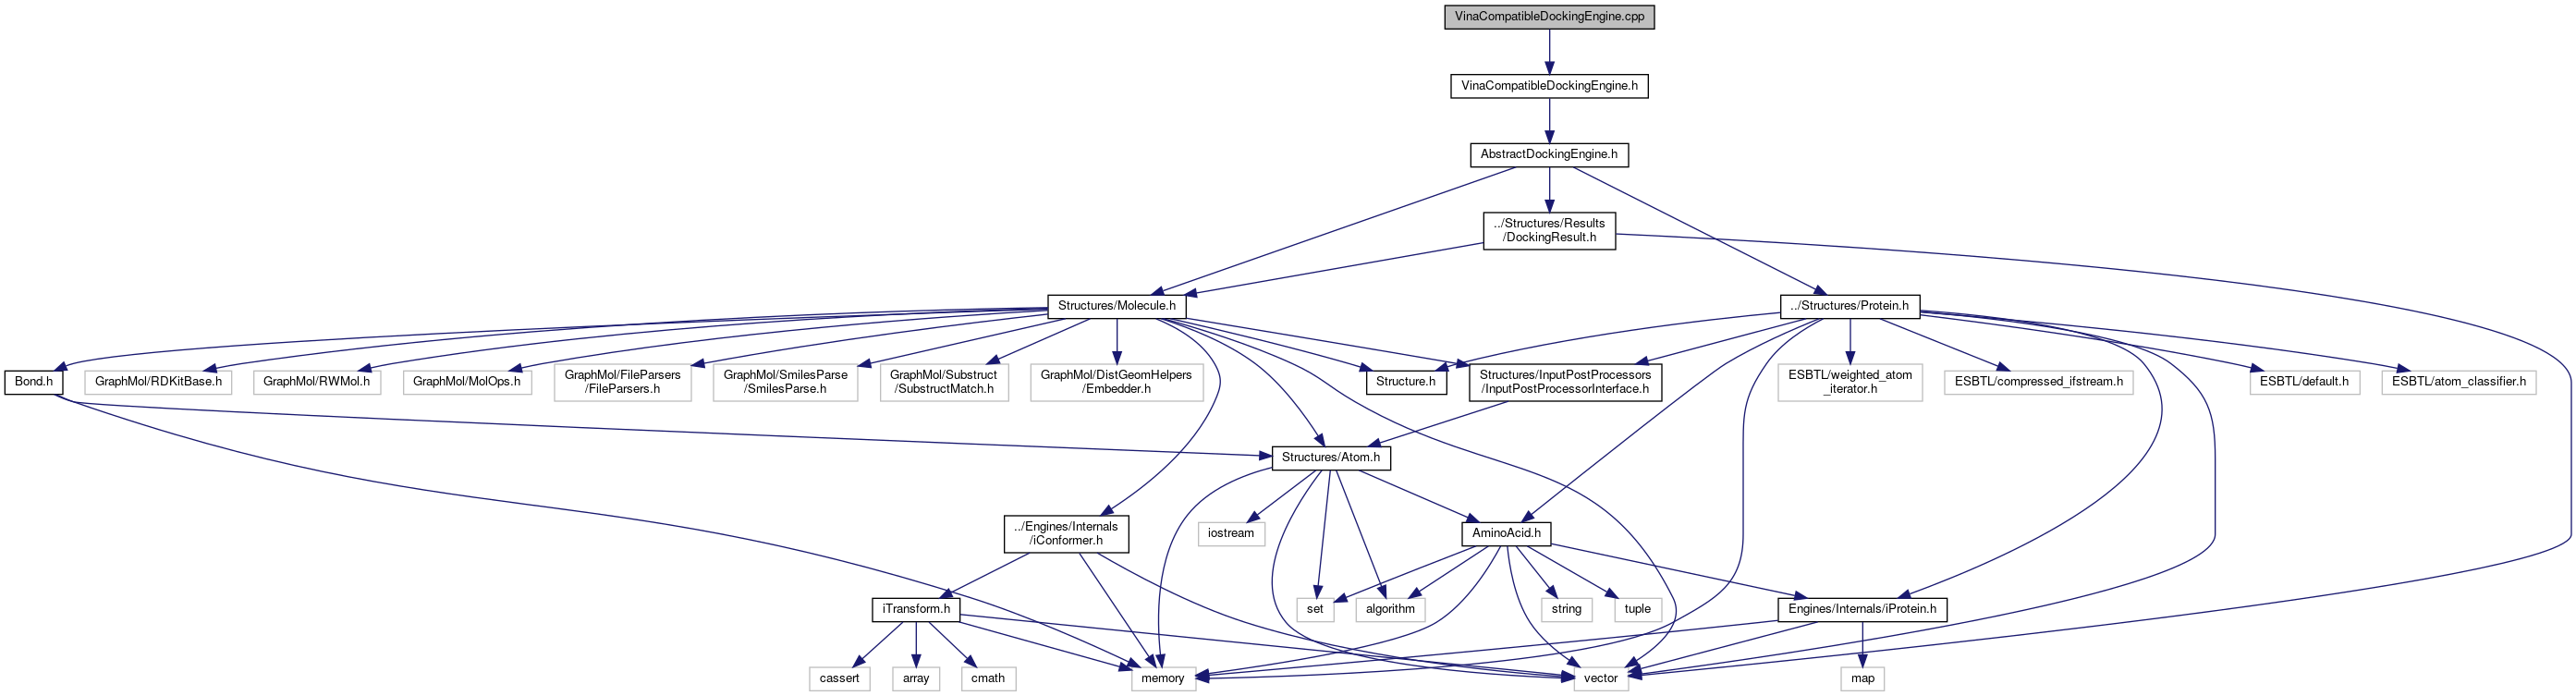 VinaCompatibleDockingEngine.cpp
VinaCompatibleDockingEngine.h
AbstractDockingEngine.h
../Structures/Results
/DockingResult.h
Structures/Molecule.h
../Structures/Protein.h
Bond.h
GraphMol/RDKitBase.h
GraphMol/RWMol.h
GraphMol/MolOps.h
GraphMol/FileParsers
/FileParsers.h
GraphMol/SmilesParse
/SmilesParse.h
GraphMol/Substruct
/SubstructMatch.h
GraphMol/DistGeomHelpers
/Embedder.h
Structure.h
Structures/InputPostProcessors
/InputPostProcessorInterface.h
ESBTL/weighted_atom
_iterator.h
ESBTL/compressed_ifstream.h
ESBTL/default.h
ESBTL/atom_classifier.h
Structures/Atom.h
../Engines/Internals
/iConformer.h
iostream
AminoAcid.h
iTransform.h
set
algorithm
string
tuple
Engines/Internals/iProtein.h
cassert
array
cmath
memory
vector
map